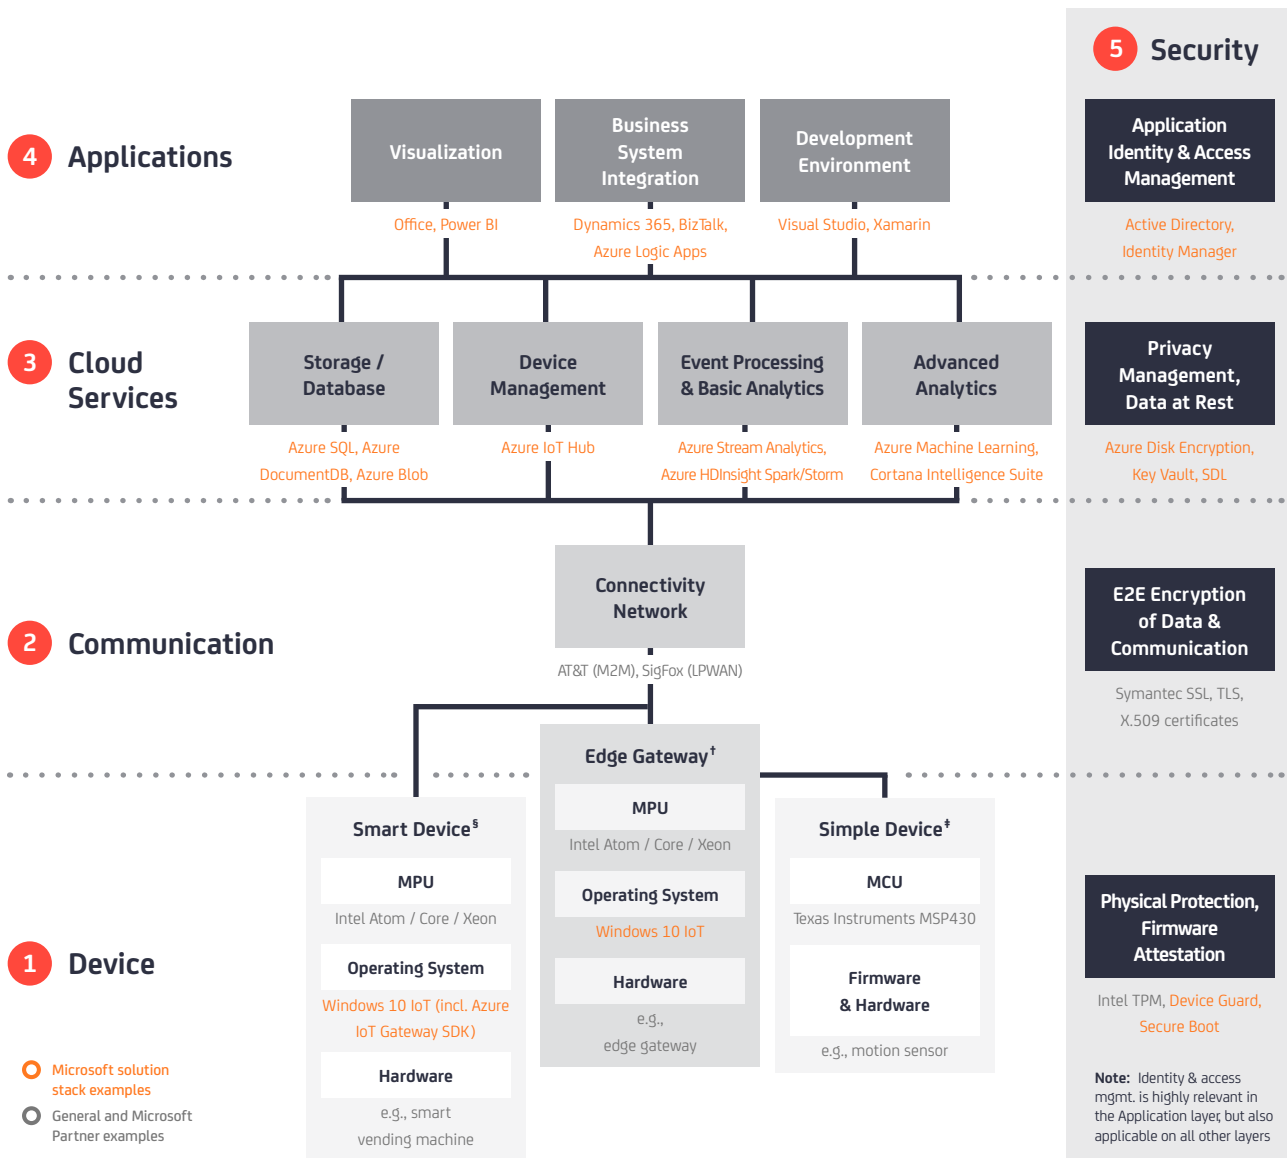 5 Security
4 Applications
Visualization
Office, Power BI
Business
System
Integration
Dynamics 365, BizTalk,
Azure Logic Apps
Development
Environment
Visual Studio, Xamarin
Application
Identity & Access
Management
Active Directory,
Identity Manager
3 Cloud
Services
Storage /
Database
Azure SQL, Azure
DocumentDB, Azure Blob
Device
Management
Azure IoT Hub
Event Processing
& Basic Analytics
Azure Stream Analytics,
Azure HDInsight Spark/Storm
Advanced
Analytics
Azure Machine Learning,
Cortana Intelligence Suite
Privacy
Management,
Data at Rest
Azure Disk Encryption,
Key Vault, SDL
2 Communication
Connectivity
Network
AT&T (M2M), SigFox (LPWAN)
E2E Encryption
of Data &
Communication
Symantec SSL, TLS,
X.509 certificates
1 Device
Smart Device§
MPU
Intel Atom / Core / Xeon
Operating System
Windows 10 IoT (incl. Azure
IoT Gateway SDK)
Hardware
e.g., smart
vending machine
Edge Gateway†
MPU
Intel Atom / Core / Xeon
Operating System
Windows 10 IoT
Hardware
e.g.,
edge gateway
Simple Device‡
MCU
Texas Instruments MSP430
Firmware
& Hardware
e.g., motion sensor
Physical Protection,
Firmware
Attestation
Intel TPM, Device Guard,
Secure Boot
Microsoft solution
stack examples
General and Microsoft
Partner examples
Note: Identity & access
mgmt. is highly relevant in
the Application layer, but also
applicable on all other layers